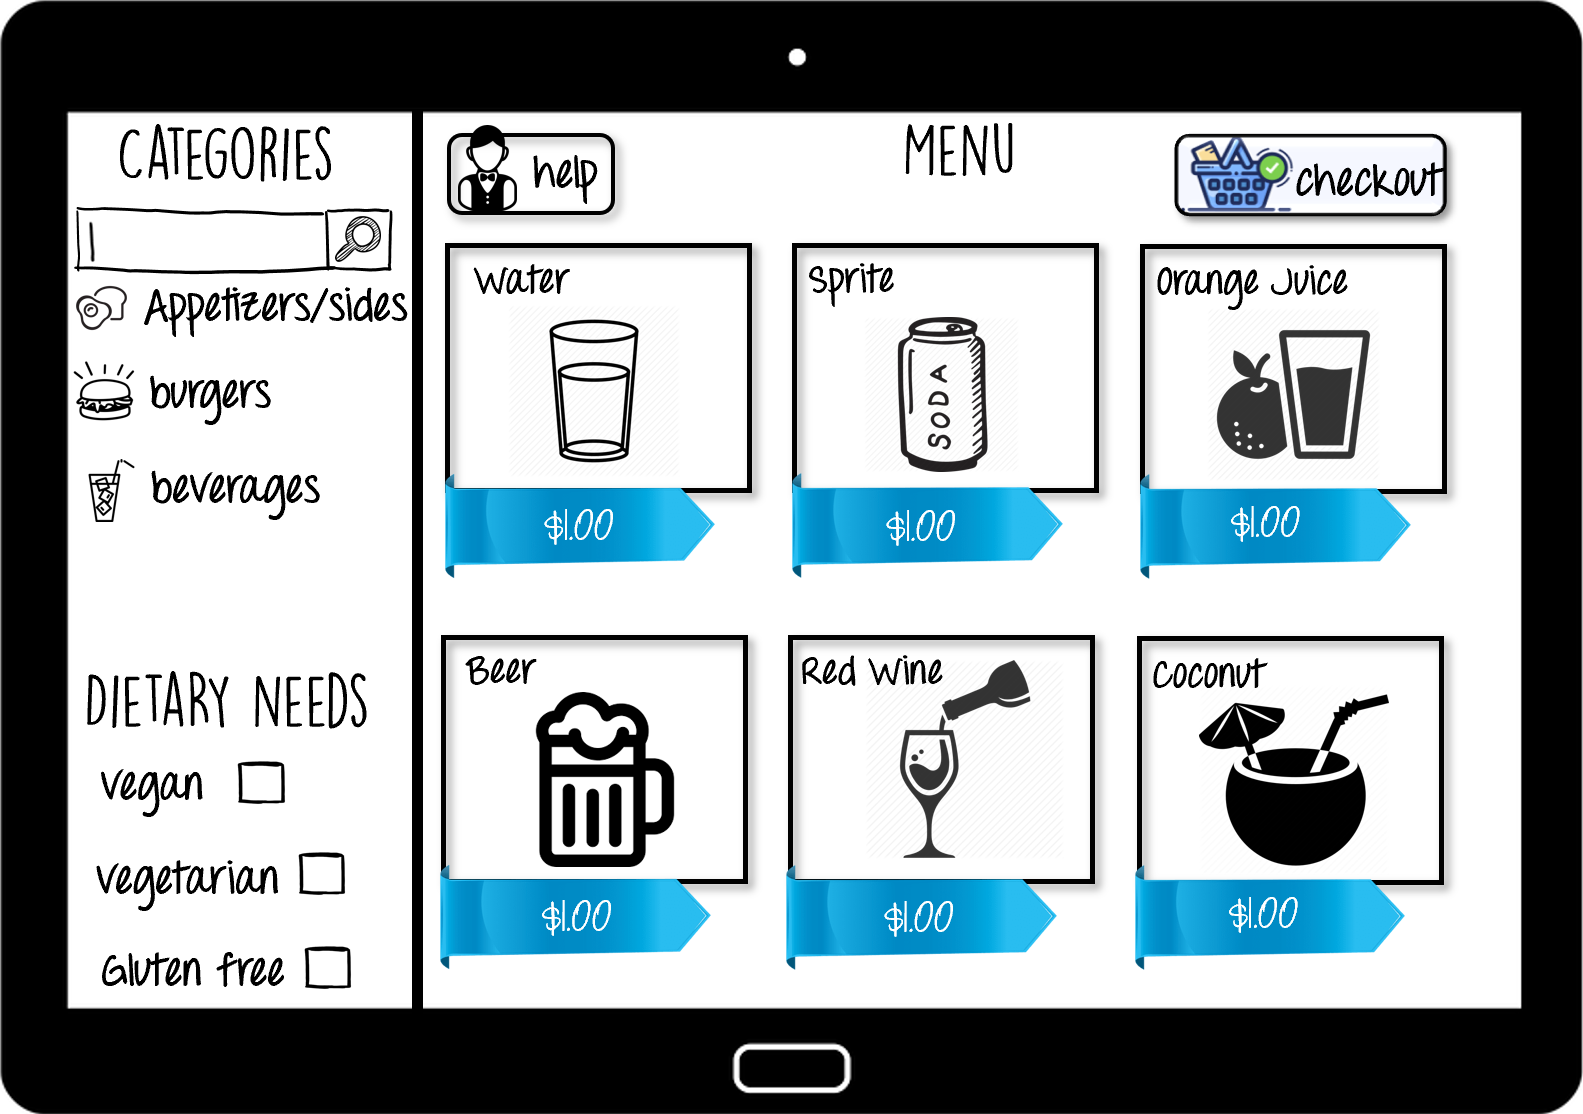 CATEGORIES
Appetizers/sides
burgers
beverages
DIETARY NEEDS
vegan
vegetarian
Gluten free
help
MENU
checkout
Water
Sprite
Orange Juice
SODA
$1.00
$1.00
$1.00
Beer
Red Wine
Coconut
$1.00
$1.00
$1.00